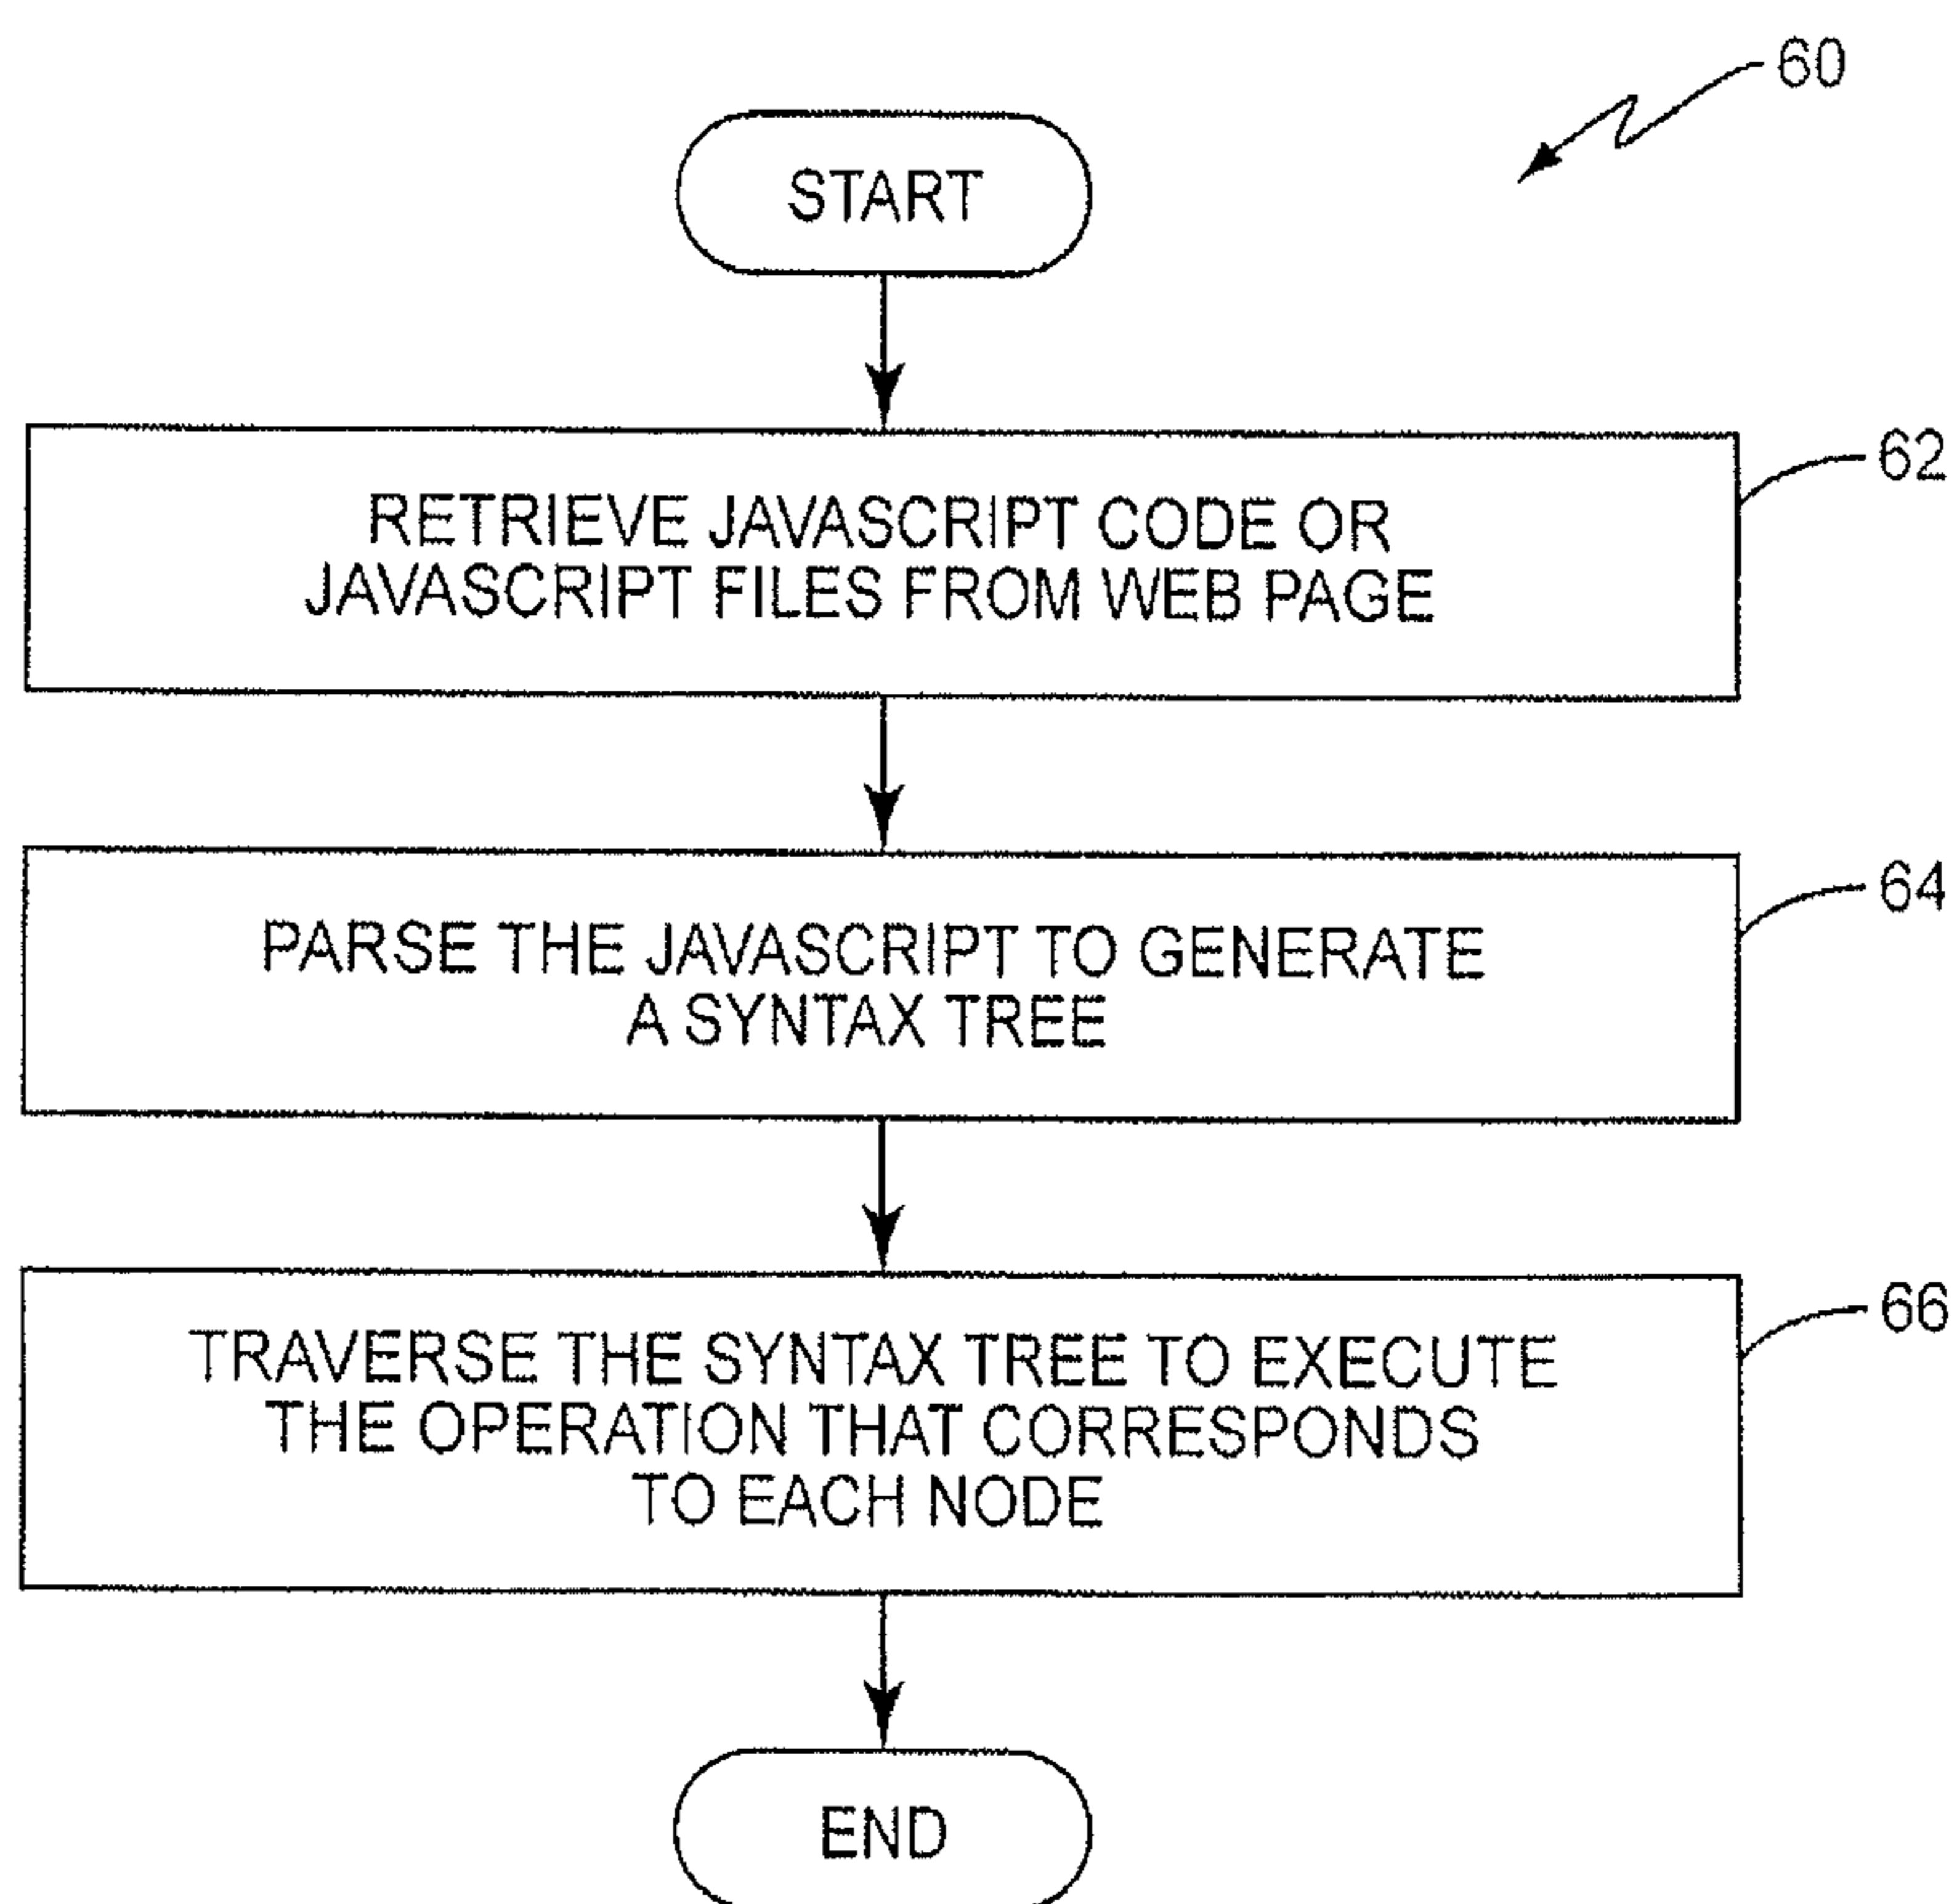 60
START
RETRIEVE JAVASCRIPT CODE OR
JAVASCRIPT FILES FROM WEB PAGE
62
PARSE THE JAVASCRIPT TO GENERATE
A SYNTAX TREE
64
TRAVERSE THE SYNTAX TREE TO EXECUTE
THE OPERATION THAT CORRESPONDS
TO EACH NODE
66
END